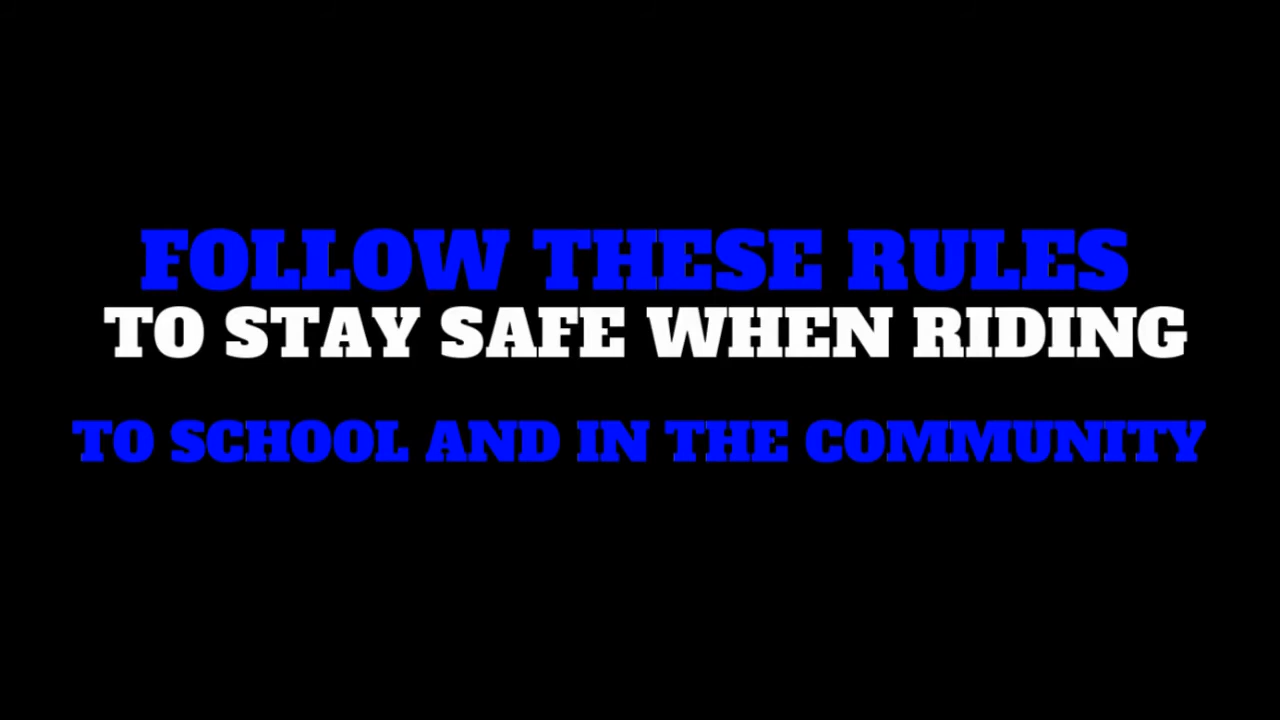 FOLLOW THESE RULES
TO STAY SAFE WHEN RIDING
TO SCHOOL AND IN THE COMMUNITY